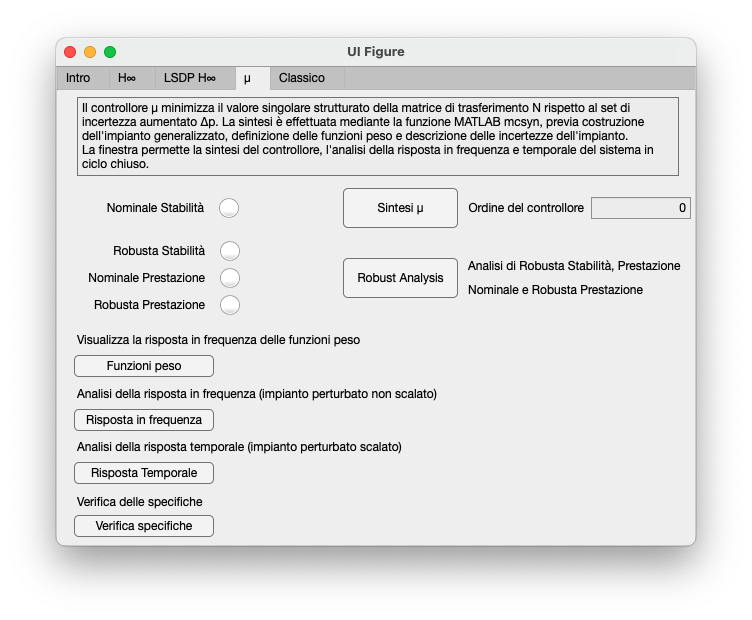 UI Figure
Intro H∞ LSDP H∞ μ Classico
Il controllore μ minimizza il valore singolare strutturato della matrice di trasferimento N rispetto al set di
incertezza aumentato Δp. La sintesi è effettuata mediante la funzione MATLAB mcsyn, previa costruzione
dell'impianto generalizzato, definizione delle funzioni peso e descrizione delle incertezze dell'impianto.
La finestra permette la sintesi del controllore, l'analisi della risposta in frequenza e temporale del sistema in
ciclo chiuso.
Nominale Stabilità
Sintesi μ
Ordine del controllore 0
Robusta Stabilità
Nominale Prestazione
Robusta Prestazione
Robust Analysis
Analisi di Robusta Stabilità, Prestazione
Nominale e Robusta Prestazione
Visualizza la risposta in frequenza delle funzioni peso
Funzioni peso
Analisi della risposta in frequenza (impianto perturbato non scalato)
Risposta in frequenza
Analisi della risposta temporale (impianto perturbato scalato)
Risposta Temporale
Verifica delle specifiche
Verifica specifiche